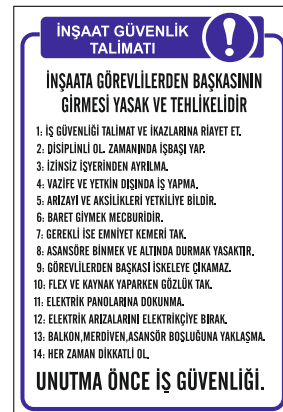 İNŞAAT GÜVENLİK
TALİMATI
İNŞAATA GÖREVLİLERDEN BAŞKASININ
GİRMESİ YASAK VE TEHLİKELİDİR
1: İŞ GÜVENLİĞİ TALİMAT VE İKAZLARINA RİAYET ET.
2: DİSİPLİNLİ OL. ZAMANINDA İŞBAŞI YAP.
3: İZİNSİZ İŞYERİNDEN AYRILMA.
4: VAZİFE VE YETKİN DIŞINDA İŞ YAPMA.
5: ARIZAYI VE AKSİLİKLERİ YETKİLİYE BİLDİR.
6: BARET GİYMEK MECBURİDİR.
7: GEREKLİ İSE EMNİYET KEMERİ TAK.
8: ASANSÖRE BİNMEK VE ALTINDA DURMAK YASAKTIR.
9: GÖREVLİLERDEN BAŞKASI İSKELEYE ÇIKAMAZ.
10: FLEX VE KAYNAK YAPARKEN GÖZLÜK TAK.
11: ELEKTRİK PANOLARINA DOKUNMA.
12: ELEKTRİK ARIZALARINI ELEKTRİKÇİYE BIRAK.
13: BALKON,MERDİVEN,ASANSÖR BOŞLUĞUNA YAKLAŞMA.
14: HER ZAMAN DİKKATLİ OL.
UNUTMA ÖNCE İŞ GÜVENLİĞİ.